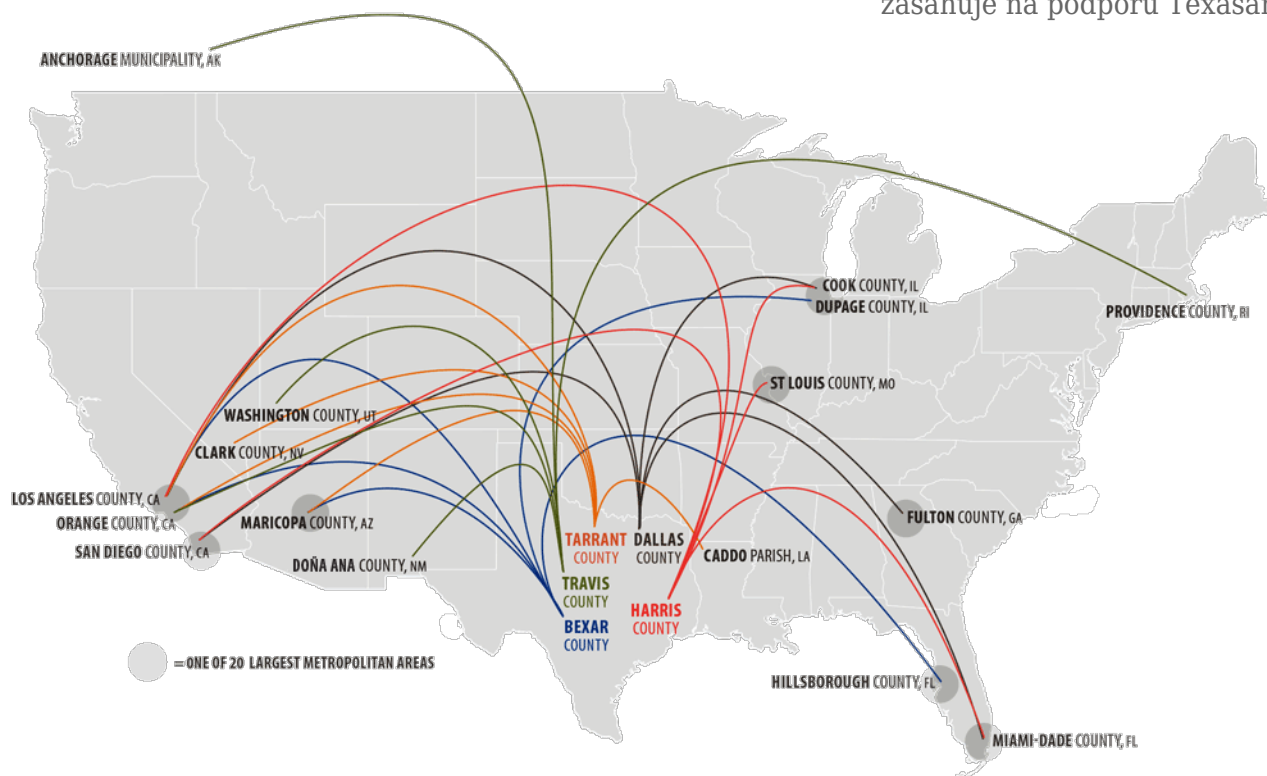 zasahuje na podporu Texasan
ANCHORAGE MUNICIPALITY, AK
COOK COUNTY, IL
DUPAGE COUNTY, IL
PROVIDENCE COUNTY, RI
ST LOUIS COUNTY, MO
WASHINGTON COUNTY, UT
CLARK COUNTY, NV
LOS ANGELES COUNTY, CA
ORANGE COUNTY, CA
MARICOPA COUNTY, AZ
FULTON COUNTY, GA
SAN DIEGO COUNTY, CA
DOÑA ANA COUNTY, NM
TARRANT
COUNTY
DALLAS
COUNTY
CADDO PARISH, LA
TRAVIS
COUNTY
HARRIS
COUNTY
BEXAR
COUNTY
= ONE OF 20 LARGEST METROPOLITAN AREAS
HILLSBOROUGH COUNTY, FL
MIAMI-DADE COUNTY, FL